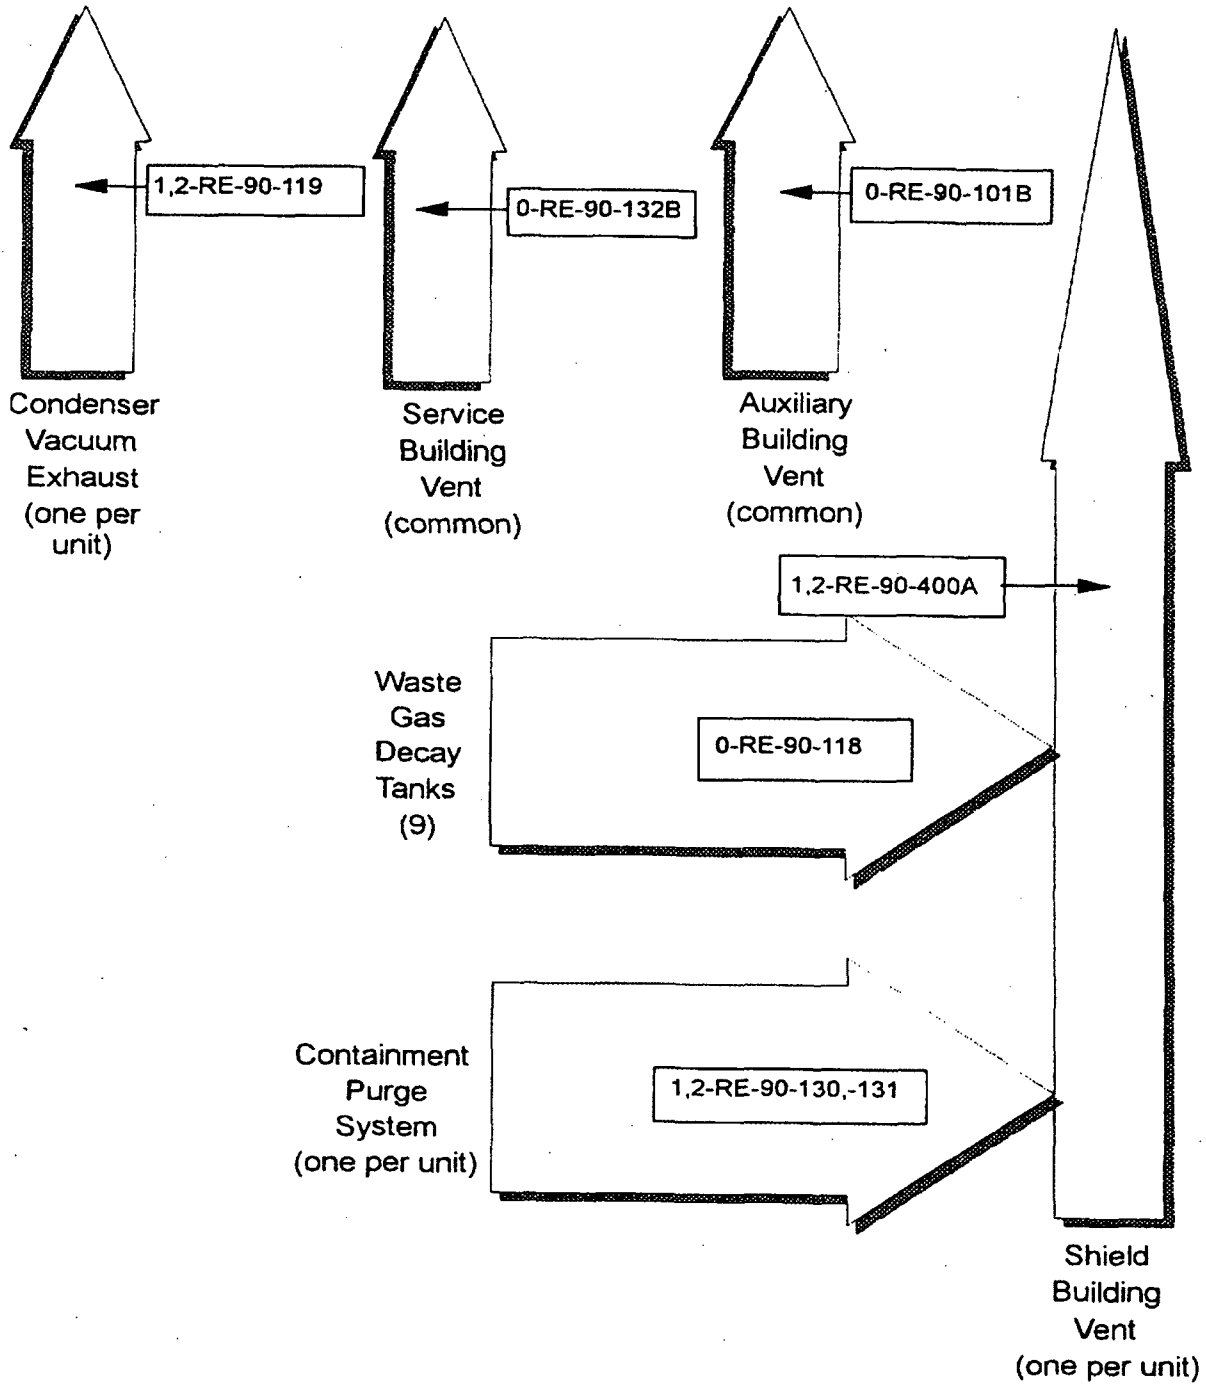 1,2-RE-90-119
0-RE-90-132B
0-RE-90-101B
Condenser
Vacuum
Exhaust
(one per
unit)
Service
Building
Vent
(common)
Auxiliary
Building
Vent
(common)
1,2-RE-90-400A
Waste
Gas
Decay
Tanks
(9)
0-RE-90-118
Containment
Purge
System
(one per unit)
1,2-RE-90-130,-131
Shield
Building
Vent
(one per unit)